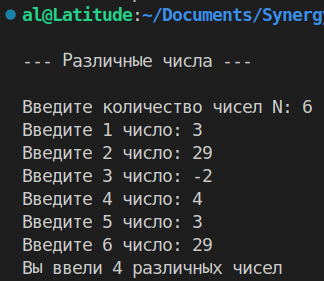 al@Latitude:~/Documents/Synergy
--- Различные числа ---
Введите количество чисел N: 6
Введите 1 число: 3
Введите 2 число: 29
Введите 3 число: -2
Введите 4 число: 4
Введите 5 число: 3
Введите 6 число: 29
Вы ввели 4 различных чисел